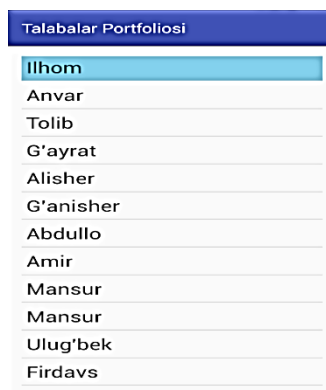 Talabalar Portfoliosi
Ilhom
Anvar
Tolib
G'ayrat
Alisher
G'anisher
Abdullo
Amir
Mansur
Mansur
Ulug'bek
Firdavs